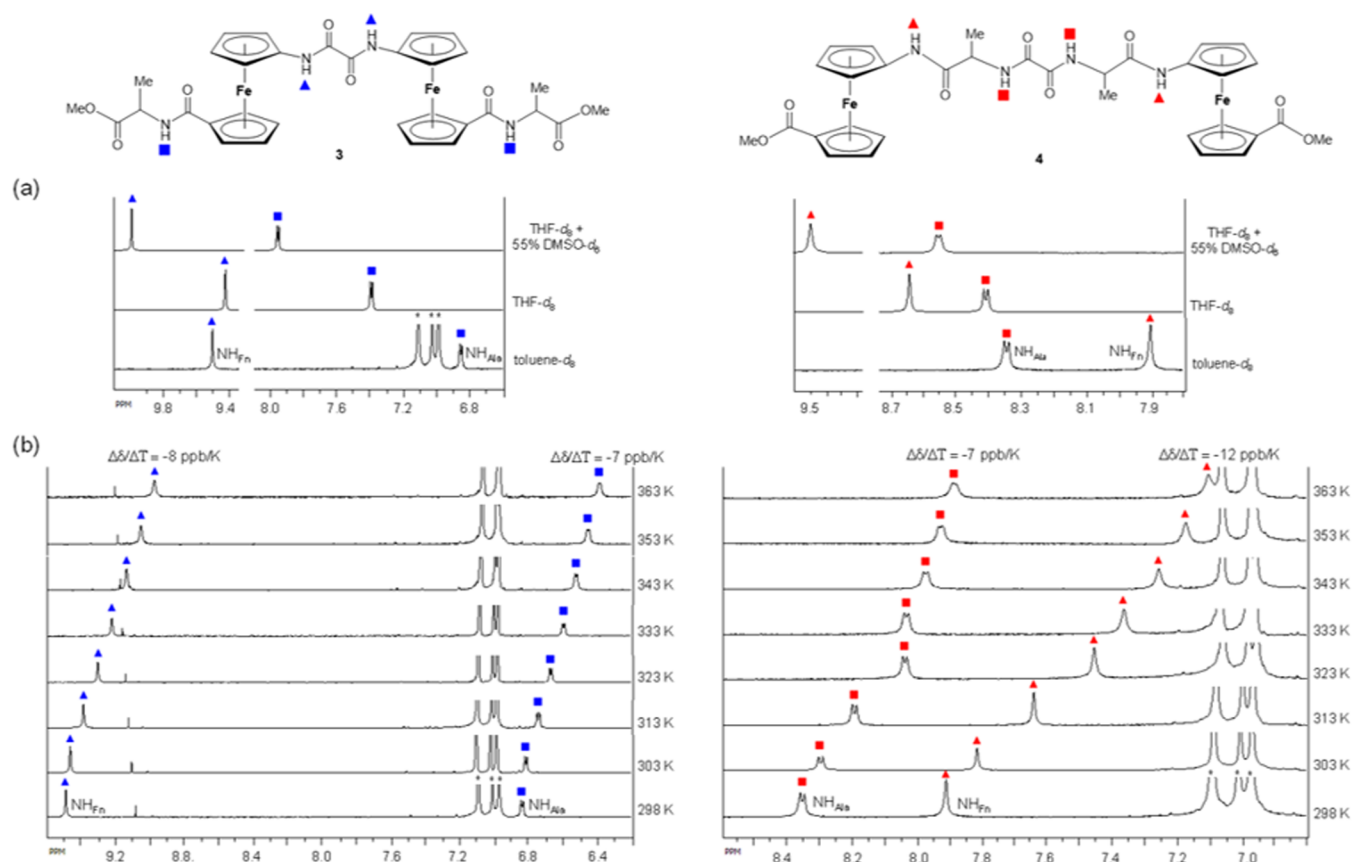 H
N
O
O
N
H
Me
MeO
O
N
H
O
Fe
Fe
O
N
H
Me
OMe
O
3
H
N
O
Me
N
H
O
O
H
N
Me
O
N
H
Fe
Fe
O
MeO
O
OMe
4
(a)
THF-d8 +
55% DMSO-d6
THF-d8
* * *
NHFn
NHAla
toluene-d8
PPM 9.8 9.4 8.0 7.6 7.2 6.8
THF-d8 +
55% DMSO-d6
THF-d8
NHAla
NHFn
toluene-d8
9.5 8.7 8.5 8.3 8.1 7.9
(b)
Δδ/ΔT = -8 ppb/K
Δδ/ΔT = -7 ppb/K
363 K
353 K
343 K
333 K
323 K
313 K
303 K
NHFn
* * *
NHAla
298 K
PPM 9.2 8.8. 8.4 8.0 7.6 7.2 6.8 6.4
Δδ/ΔT = -7 ppb/K
Δδ/ΔT = -12 ppb/K
363 K
353 K
343 K
333 K
323 K
313 K
303 K
NHAla
NHFn
* * *
298 K
PPM 8.4 8.2 8.0 7.8 7.6 7.4 7.2 7.0